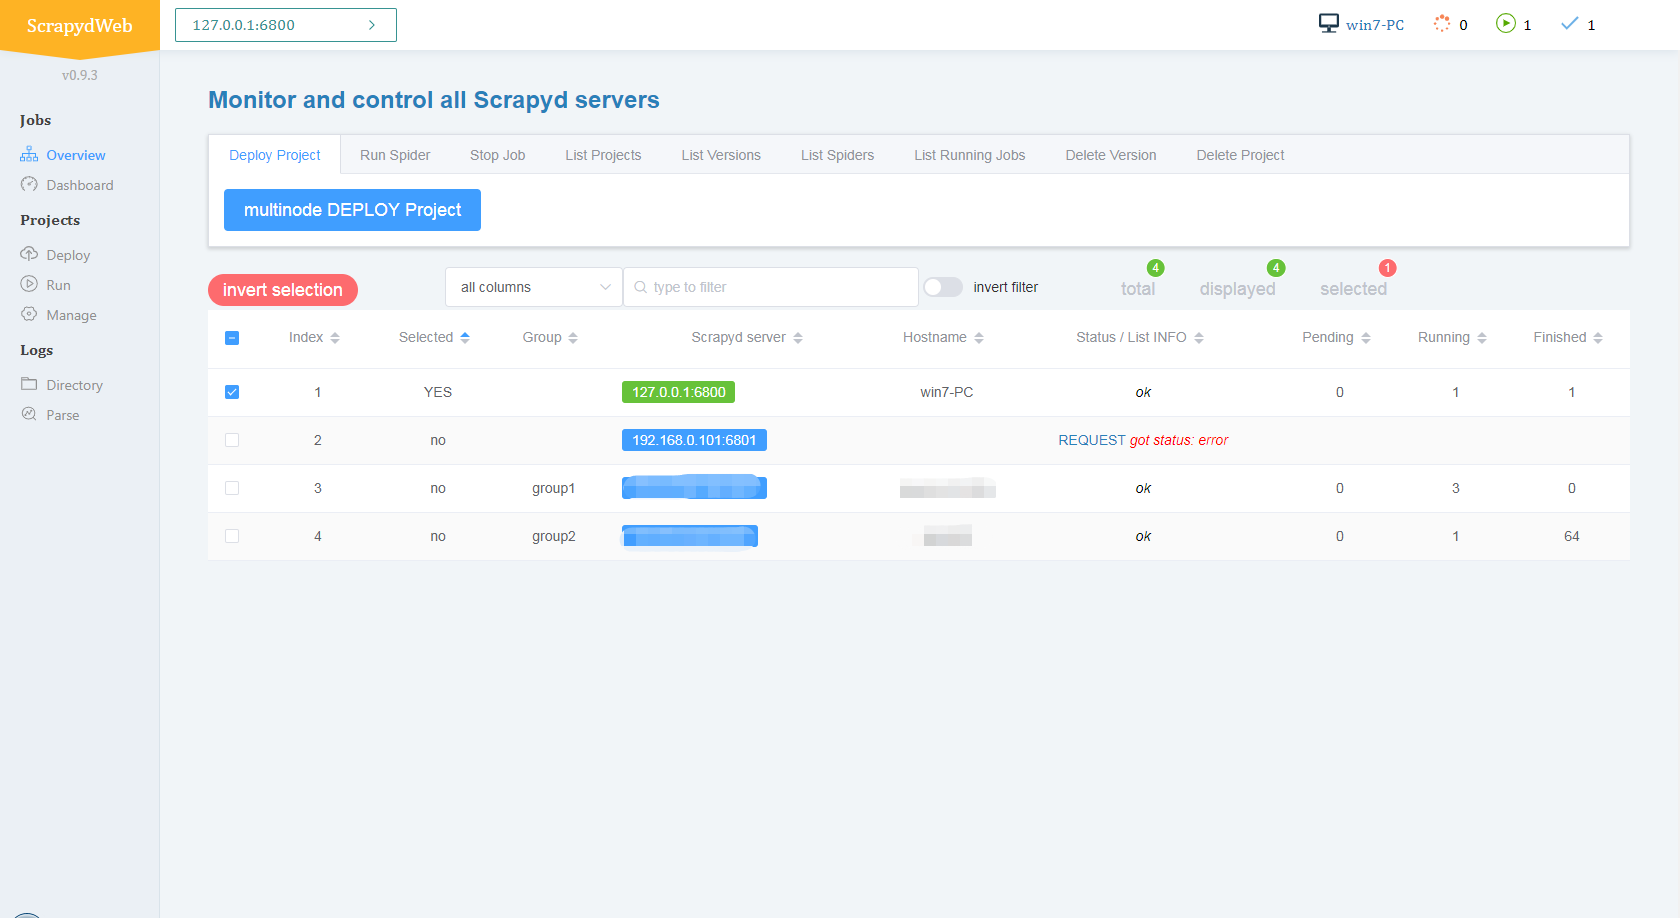 ScrapydWeb
127.0.0.1:6800
win7-PC
0
1
1
v0.9.3
Jobs
Overview
Dashboard
Projects
Deploy
Run
Manage
Logs
Directory
Parse
Monitor and control all Scrapyd servers
Deploy Project Run Spider Stop Job List Projects List Versions List Spiders List Running Jobs Delete Version Delete Project
multinode DEPLOY Project
invert selection
all columns
type to filter
invert filter
4 total
4 displayed
1 selected
Index Selected Group Scrapyd server Hostname Status / List INFO Pending Running Finished
1 YES 127.0.0.1:6800 win7-PC ok 0 1 1
2 no 192.168.0.101:6801 REQUEST got status: error
3 no group1 ok 0 3 0
4 no group2 ok 0 1 64